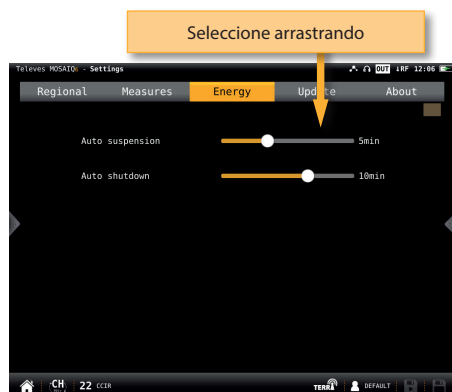 Seleccione arrastrando
Televes MOSAIQ6 - Settings OUT ↓RF 12:06
Regional Measures Energy Update About
Auto suspension 5min
Auto shutdown 10min
CH 22 CCIR TERR DEFAULT